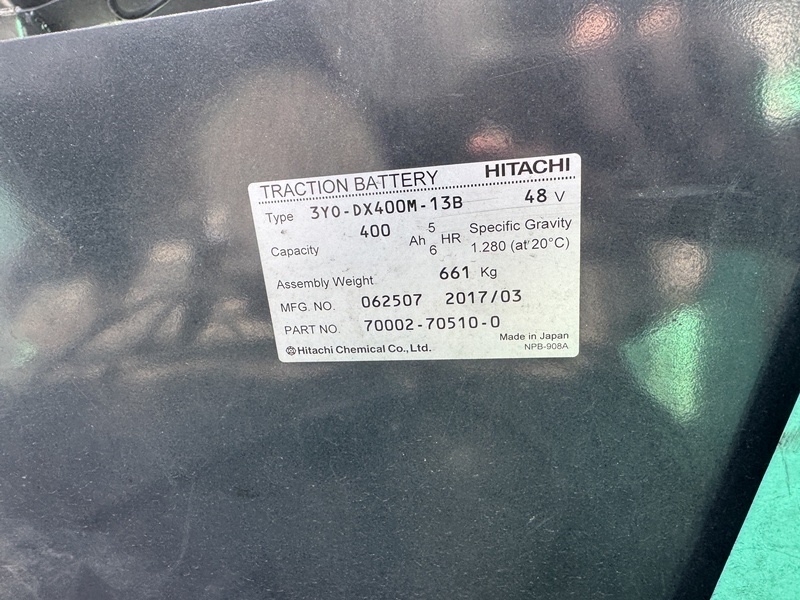 TRACTION BATTERY HITACHI
Type 3Y0-DX400M-13B 48 V
Capacity 400 Ah 5 HR Specific Gravity
6 1.280 (at 20°C)
Assembly Weight 661 Kg
MFG. NO. 062507 2017/03
PART NO. 70002-70510-0
Made in Japan
Hitachi Chemical Co., Ltd. NPB-908A